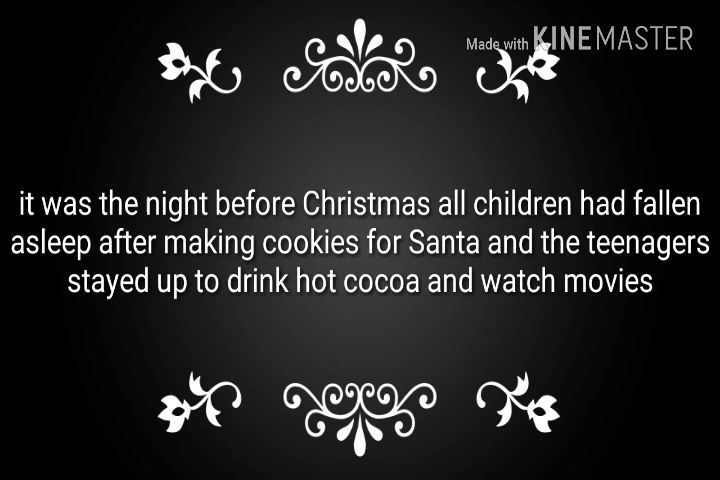 Made with KINEMASTER
it was the night before Christmas all children had fallen
asleep after making cookies for Santa and the teenagers
stayed up to drink hot cocoa and watch movies